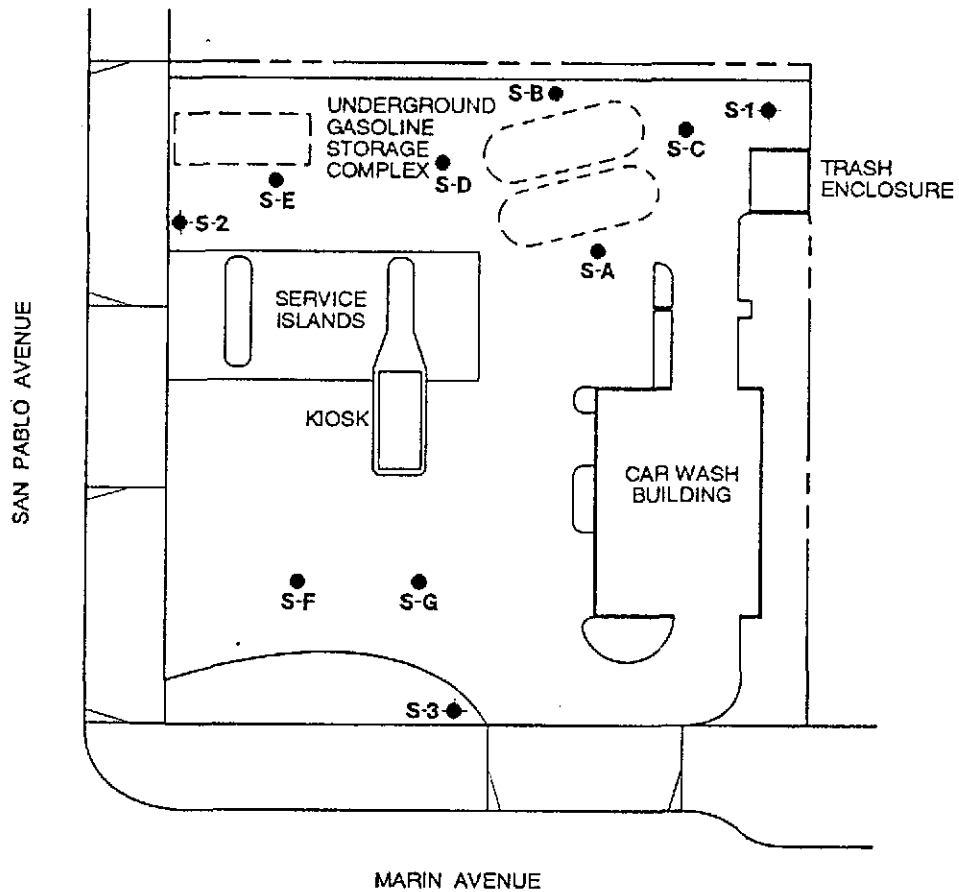 S-B
S-1
UNDERGROUND
GASOLINE
STORAGE
COMPLEX
S-C
S-D
TRASH
ENCLOSURE
S-E
S-2
S-A
SERVICE
ISLANDS
SAN PABLO AVENUE
KIOSK
CAR WASH
BUILDING
S-F
S-G
S-3
MARIN AVENUE